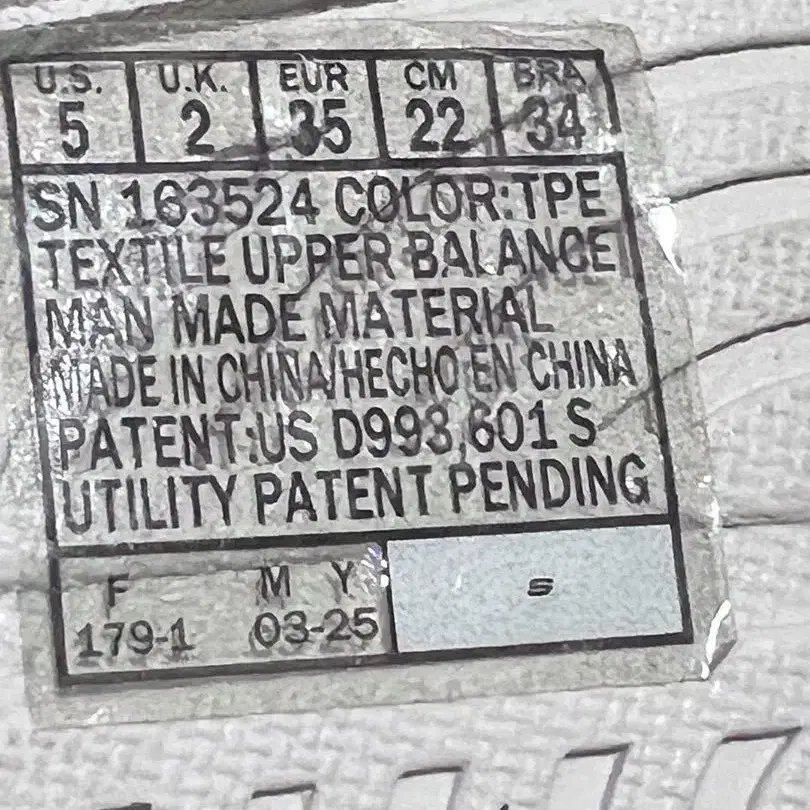 U.S. U.K. EUR CM BRA
5 2 35 22 34
SN 163524 COLOR:TPE
TEXTILE UPPER BALANCE
MAN MADE MATERIAL
MADE IN CHINA/HECHO EN CHINA
PATENT:US D993,601 S
UTILITY PATENT PENDING
F M Y
179-1 03-25
S